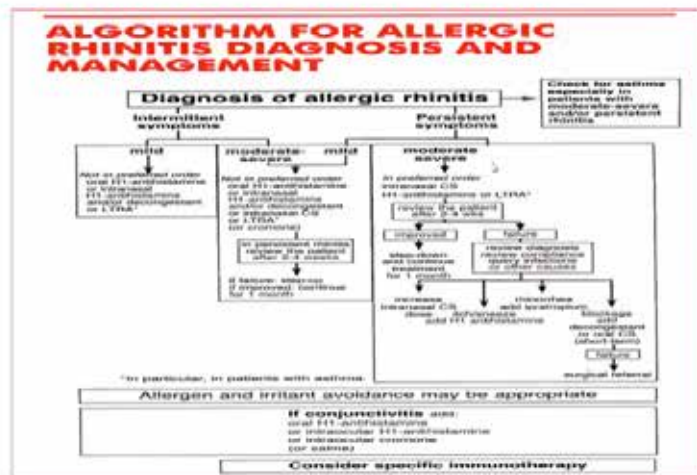 ALGORITHM FOR ALLERGIC
RHINITIS DIAGNOSIS AND
MANAGEMENT
Diagnosis of allergic rhinitis
Check for asthma
especially in
patients with
moderate-severe
and/or persistent
rhinitis
Intermittent
symptoms
Persistent
symptoms
mild
moderate-
severe
mild
moderate
severe
Not in preferred order
oral H1-antihistamine
or intranasal
H1-antihistamine
and/or decongestant
or LTRA*
Not in preferred order
oral H1-antihistamine
or intranasal
H1-antihistamine
and/or decongestant
or intranasal CS
or LTRA*
(or cromone)
In persistent rhinitis
review the patient
after 2-4 weeks
If failure: step-up
if improved: continue
for 1 month
In preferred order
intranasal CS
H1-antihistamine or LTRA*
review the patient
after 2-4 wks
improved
failure
step-down
and continue
treatment
for 1 month
review diagnosis
review compliance
query infections
or other causes
increase
intranasal CS
dose
itch/sneeze
add H1 antihistamine
rhinorrhea
add ipratropium
blockage
add
decongestant
or oral CS
(short-term)
failure
surgical referral
*In particular, in patients with asthma.
Allergen and irritant avoidance may be appropriate
If conjunctivitis add:
oral H1-antihistamine
or intraocular H1-antihistamine
or intraocular cromone
(or saline)
Consider specific immunotherapy